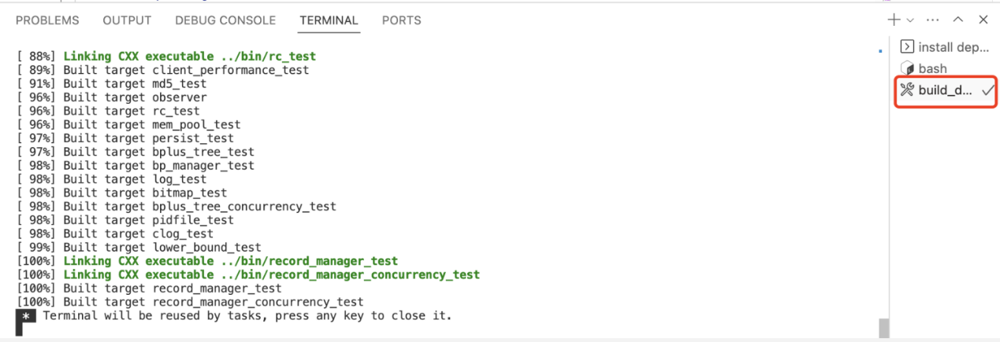 PROBLEMS OUTPUT DEBUG CONSOLE TERMINAL PORTS
[ 88%] Linking CXX executable ../bin/rc_test
[ 89%] Built target client_performance_test
[ 91%] Built target md5_test
[ 96%] Built target observer
[ 96%] Built target rc_test
[ 96%] Built target mem_pool_test
[ 97%] Built target persist_test
[ 97%] Built target bplus_tree_test
[ 98%] Built target bp_manager_test
[ 98%] Built target log_test
[ 98%] Built target bitmap_test
[ 98%] Built target bplus_tree_concurrency_test
[ 98%] Built target pidfile_test
[ 98%] Built target clog_test
[ 99%] Built target lower_bound_test
[100%] Linking CXX executable ../bin/record_manager_test
[100%] Linking CXX executable ../bin/record_manager_concurrency_test
[100%] Built target record_manager_test
[100%] Built target record_manager_concurrency_test
* Terminal will be reused by tasks, press any key to close it.
install dep...
bash
build_d...